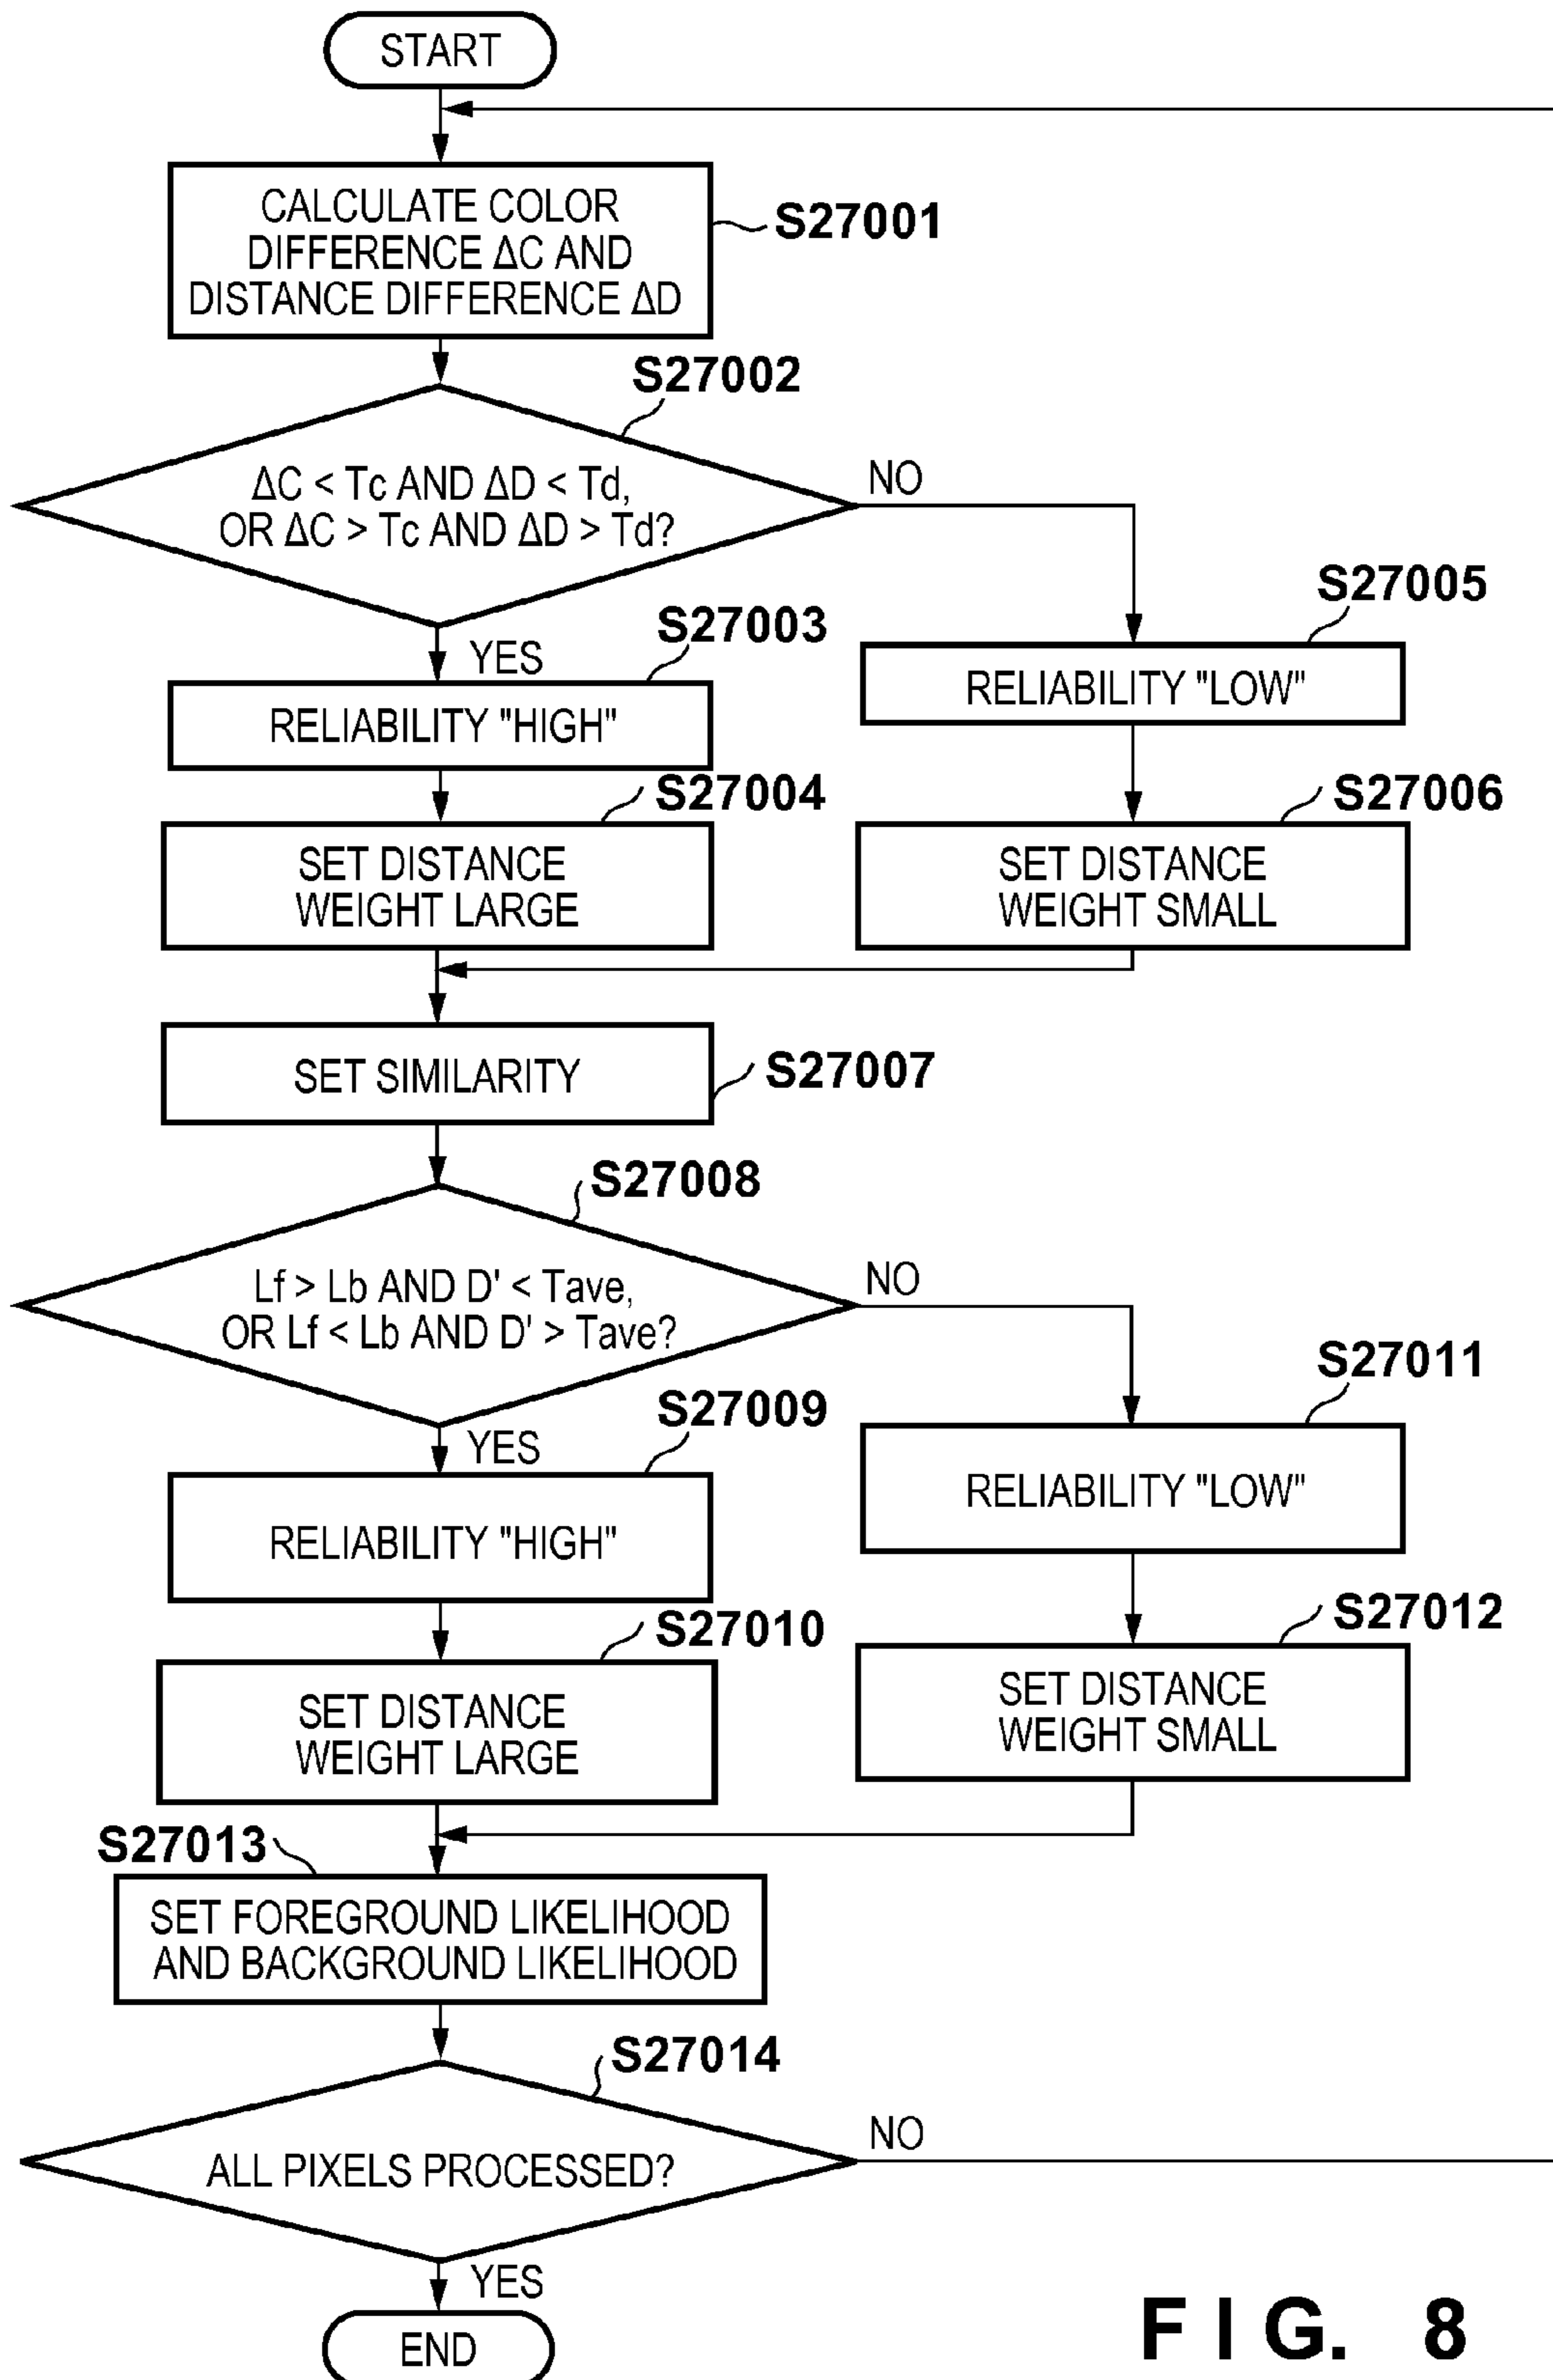 START
CALCULATE COLOR
DIFFERENCE ΔC AND
DISTANCE DIFFERENCE ΔD
S27001
S27002
ΔC < Tc AND ΔD < Td,
OR ΔC > Tc AND ΔD > Td?
NO
YES
S27003
RELIABILITY "HIGH"
S27005
RELIABILITY "LOW"
S27004
SET DISTANCE
WEIGHT LARGE
S27006
SET DISTANCE
WEIGHT SMALL
SET SIMILARITY
S27007
S27008
Lf > Lb AND D' < Tave,
OR Lf < Lb AND D' > Tave?
NO
YES
S27009
RELIABILITY "HIGH"
S27011
RELIABILITY "LOW"
S27010
SET DISTANCE
WEIGHT LARGE
S27012
SET DISTANCE
WEIGHT SMALL
S27013
SET FOREGROUND LIKELIHOOD
AND BACKGROUND LIKELIHOOD
S27014
ALL PIXELS PROCESSED?
NO
YES
END
FIG. 8